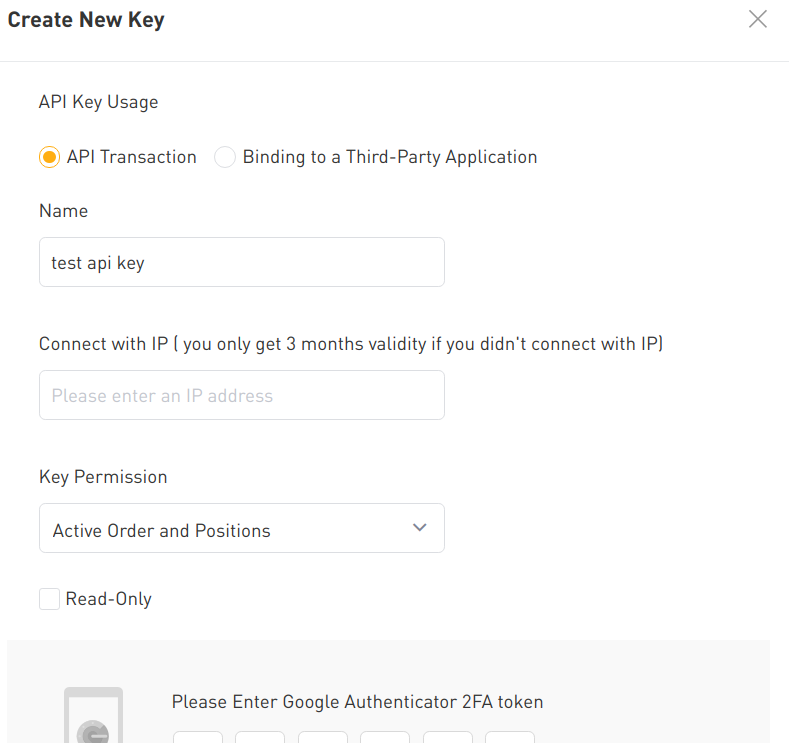 Create New Key
API Key Usage
API Transaction Binding to a Third-Party Application
Name
test api key
Connect with IP ( you only get 3 months validity if you didn't connect with IP)
Please enter an IP address
Key Permission
Active Order and Positions
Read-Only
Please Enter Google Authenticator 2FA token